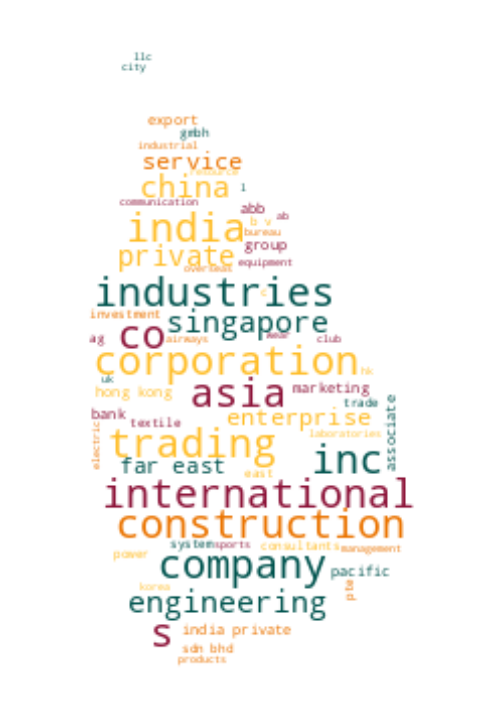 llc
city
export
gmbh
industrial
service
resource
china
l
communication
abb
ab
india
b v
bureau
group
private
equipment
overseas
industries
c
investment
singapore
co
ag
airways
wear
club
corporation
hk
uk
asia
marketing
hong kong
trade
bank
textile
enterprise
associate
electric
trading
laboratories
inc
far east
east
international
construction
system
sports
consultants
management
power
company
pacific
korea
pte
engineering
s
india private
sdn bhd
products